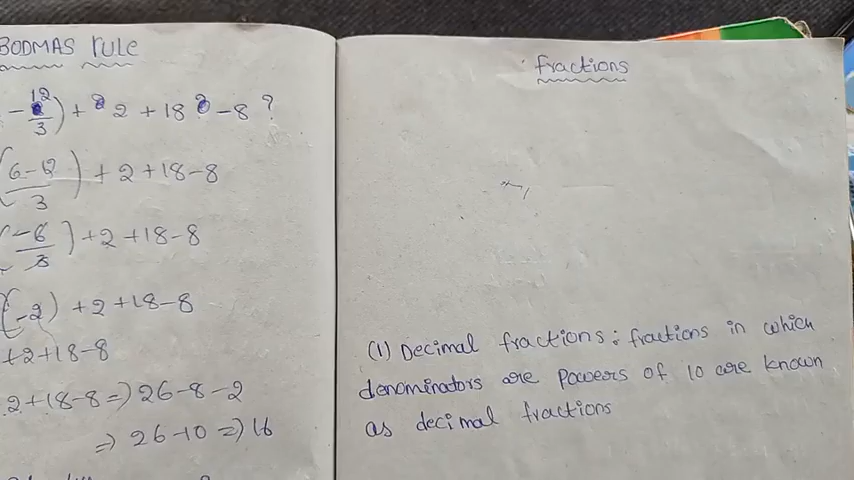 BODMAS rule
- 12/3) + 2 + 18 - 8 ?
(6-12/3) + 2 + 18 - 8
(-6/3) + 2 + 18 - 8
(-2) + 2 + 18 - 8
+ 2 + 18 - 8
2 + 18 - 8 => 26 - 8 - 2
=> 26 - 10 => 16
fractions
(1) Decimal fractions : fractions in which
denominators are powers of 10 are known
as decimal fractions